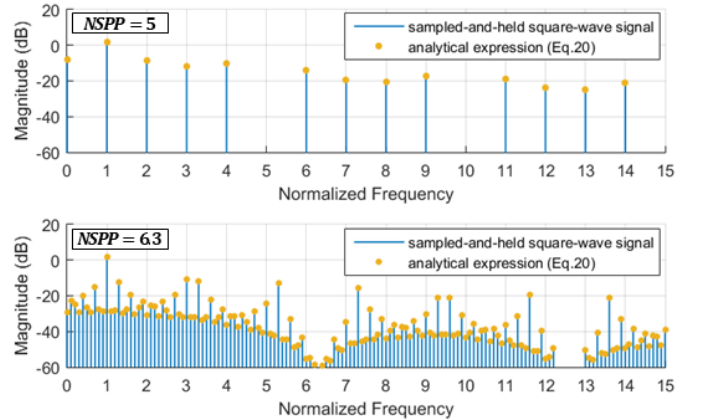 NSPP = 5
sampled-and-held square-wave signal
analytical expression (Eq.20)
Magnitude (dB)
20
0
-20
-40
-60
0 1 2 3 4 5 6 7 8 9 10 11 12 13 14 15
Normalized Frequency
NSPP = 6.3
sampled-and-held square-wave signal
analytical expression (Eq.20)
Magnitude (dB)
20
0
-20
-40
-60
0 1 2 3 4 5 6 7 8 9 10 11 12 13 14 15
Normalized Frequency